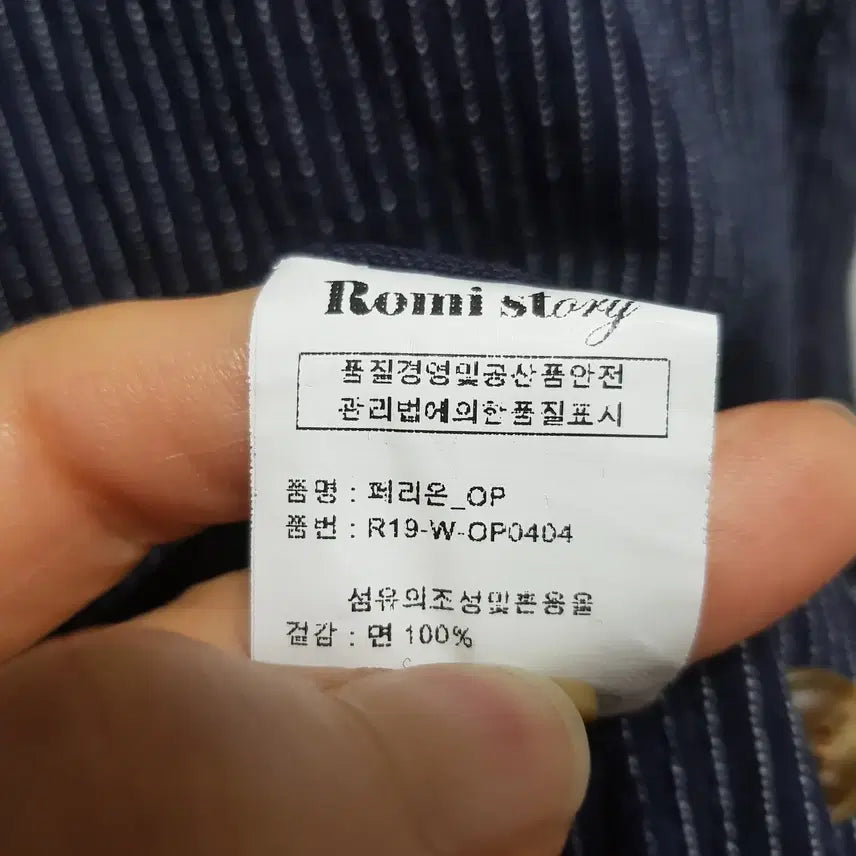 Romi story
품질경영및공산품안전
관리법에의한품질표시
품명 : 페리온_OP
품번 : R19-W-OP0404
섬유의조성및혼용율
겉감 : 면 100%